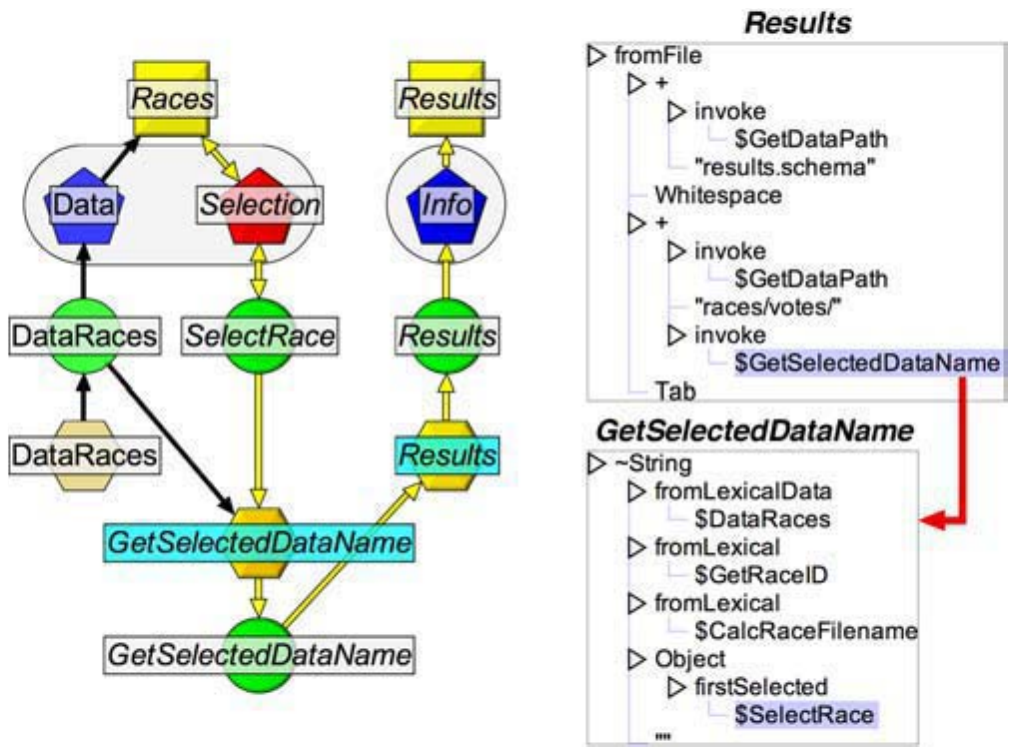 Races
Results
Data
Selection
Info
DataRaces
SelectRace
Results
DataRaces
Results
GetSelectedDataName
GetSelectedDataName
Results
fromFile
+
invoke
$GetDataPath
"results.schema"
Whitespace
+
invoke
$GetDataPath
"races/votes/"
invoke
$GetSelectedDataName
Tab
GetSelectedDataName
~String
fromLexicalData
$DataRaces
fromLexical
$GetRaceID
fromLexical
$CalcRaceFilename
Object
firstSelected
$SelectRace
""